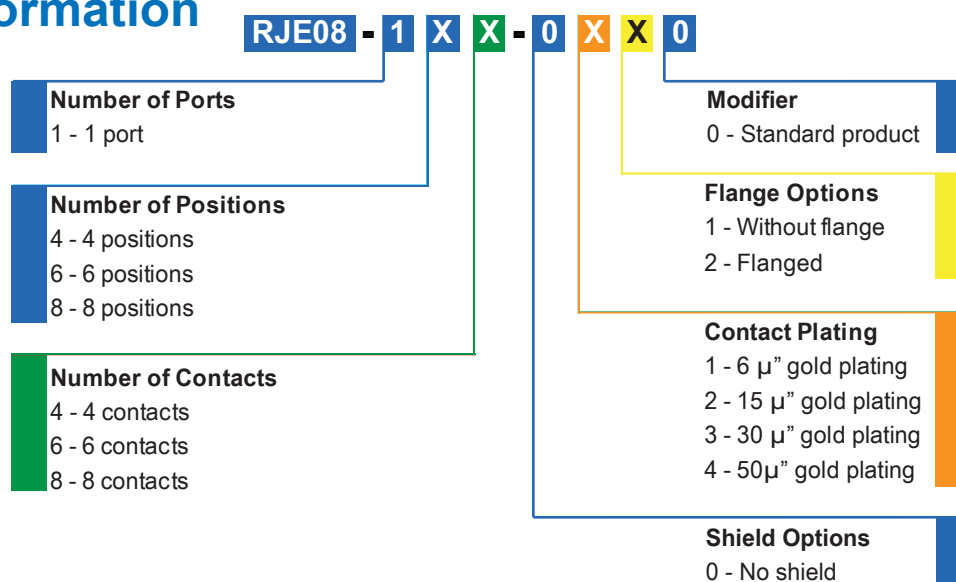 ormation
RJE08 - 1 X X - 0 X X 0
Number of Ports
1 - 1 port
Number of Positions
4 - 4 positions
6 - 6 positions
8 - 8 positions
Number of Contacts
4 - 4 contacts
6 - 6 contacts
8 - 8 contacts
Modifier
0 - Standard product
Flange Options
1 - Without flange
2 - Flanged
Contact Plating
1 - 6 µ” gold plating
2 - 15 µ” gold plating
3 - 30 µ” gold plating
4 - 50µ” gold plating
Shield Options
0 - No shield